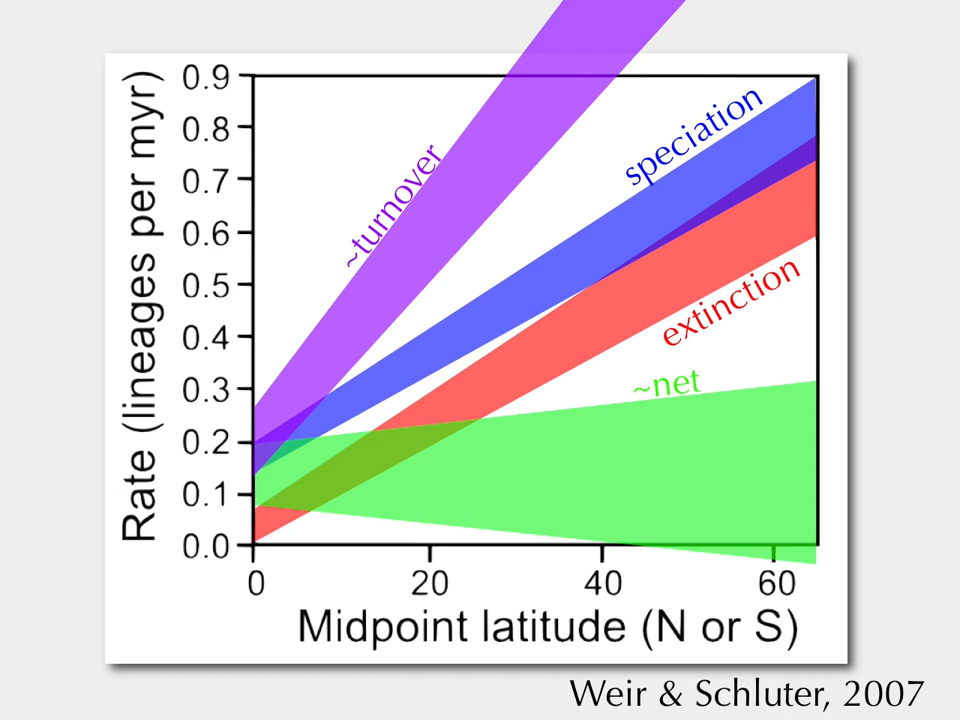 Rate (lineages per myr)
0.9
0.8
0.7
0.6
0.5
0.4
0.3
0.2
0.1
0.0
~turnover
speciation
extinction
~net
0 20 40 60
Midpoint latitude (N or S)
Weir & Schluter, 2007